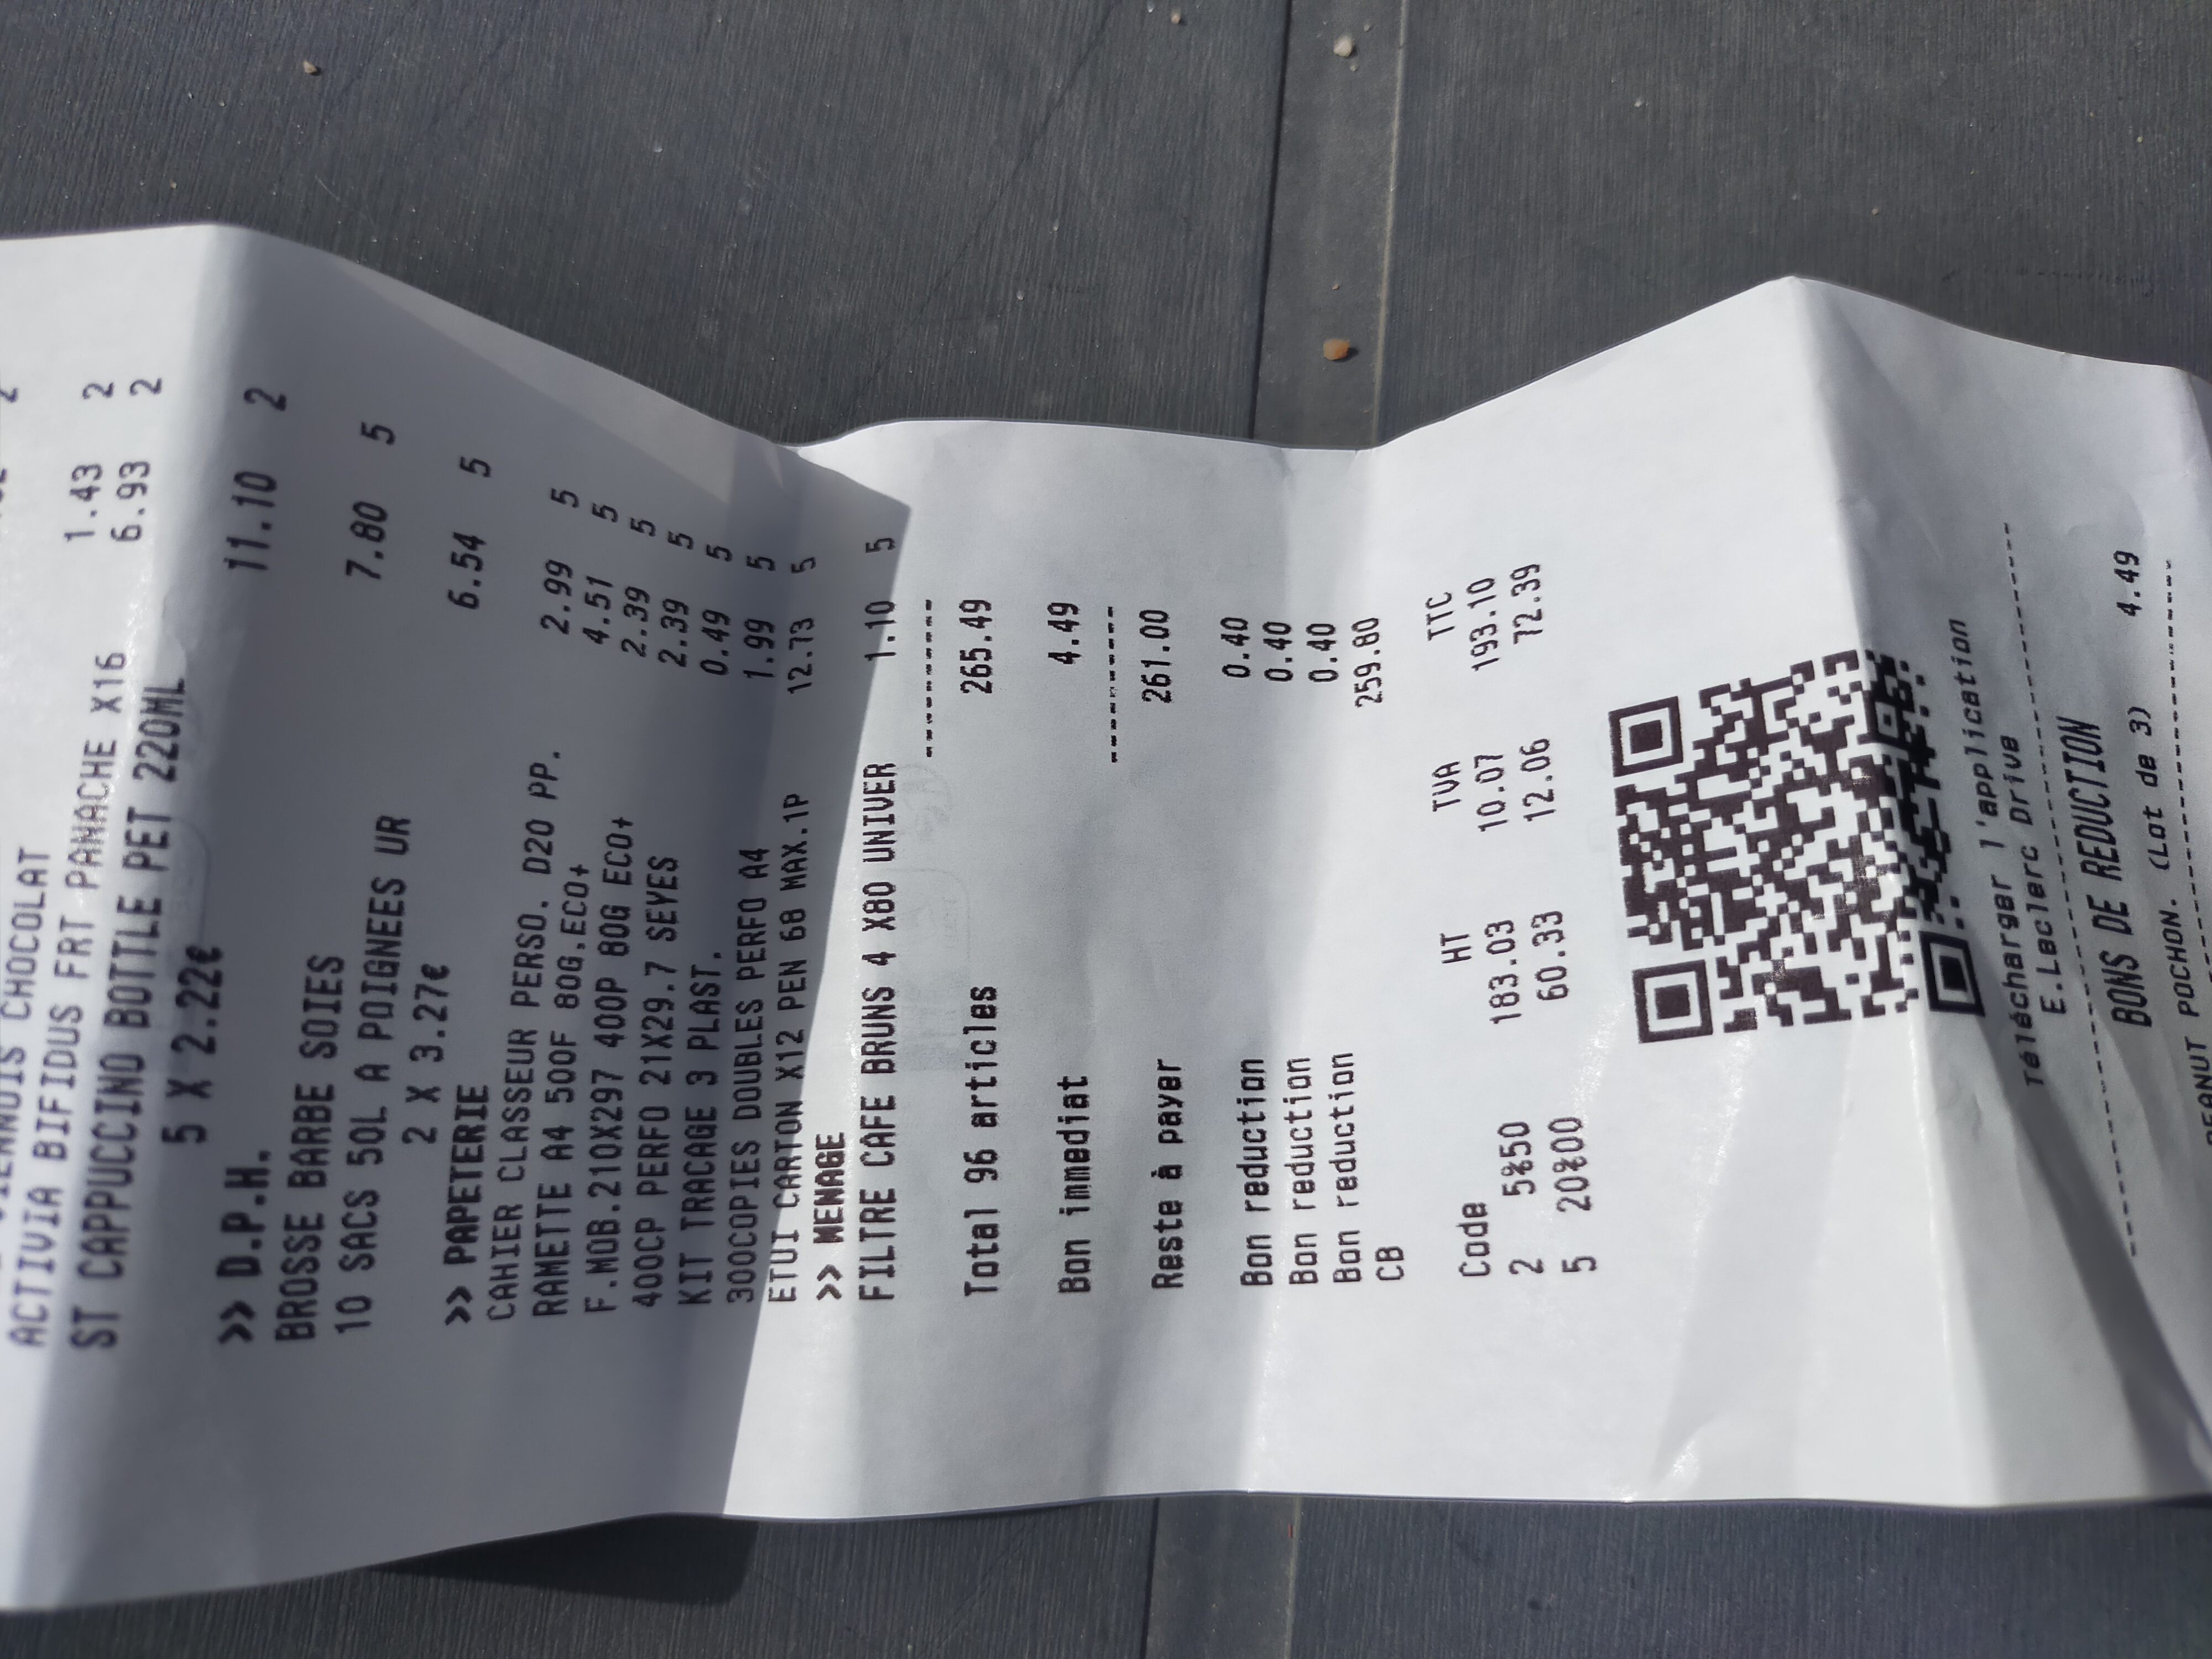 VIENNOIS CHOCOLAT
ACTIVIA BIFIDUS FRT PANACHE X16 1.43 2
ST CAPPUCCINO BOTTLE PET 220ML 6.93 2
5 X 2.22€ 11.10 2
>> D.P.H.
BROSSE BARBE SOIES 7.80 5
10 SACS 50L A POIGNEES UR
2 X 3.27€ 6.54 5
>> PAPETERIE
CAHIER CLASSEUR PERSO. D20 PP. 2.99 5
RAMETTE A4 500F 80G.ECO+ 4.51 5
F.MOB.210X297 400P 80G ECO+ 2.39 5
400CP PERFO 21X29.7 SEYES 2.39 5
KIT TRACAGE 3 PLAST. 0.49 5
300COPIES DOUBLES PERFO A4 1.99 5
ETUI CARTON X12 PEN 68 MAX.1P 12.73 5
>> MENAGE
FILTRE CAFE BRUNS 4 X80 UNIVER 1.10 5
----------
Total 96 articles 265.49
Bon immediat 4.49
----------
Reste à payer 261.00
Bon reduction 0.40
Bon reduction 0.40
Bon reduction 0.40
CB 259.80
Code HT TVA TTC
2 5%50 183.03 10.07 193.10
5 20%00 60.33 12.06 72.39
Télécharger l'application
E.Leclerc Drive
BONS DE REDUCTION
PEANUT POCHON. (Lot de 3) 4.49